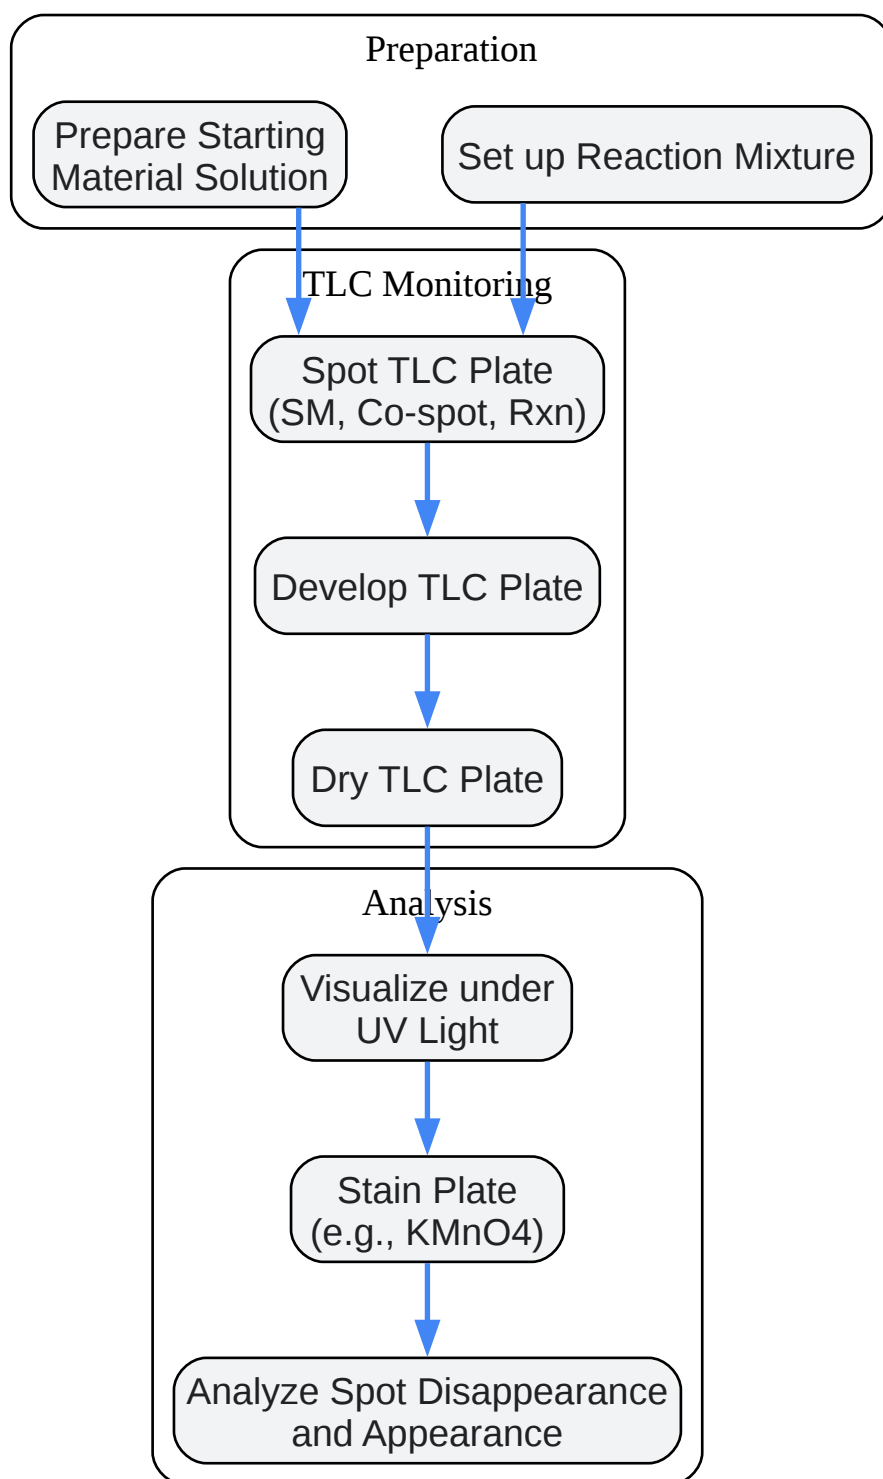 Preparation
Prepare Starting
Material Solution
Set up Reaction Mixture
TLC Monitoring
Spot TLC Plate
(SM, Co-spot, Rxn)
Develop TLC Plate
Dry TLC Plate
Analysis
Visualize under
UV Light
Stain Plate
(e.g., KMnO4)
Analyze Spot Disappearance
and Appearance